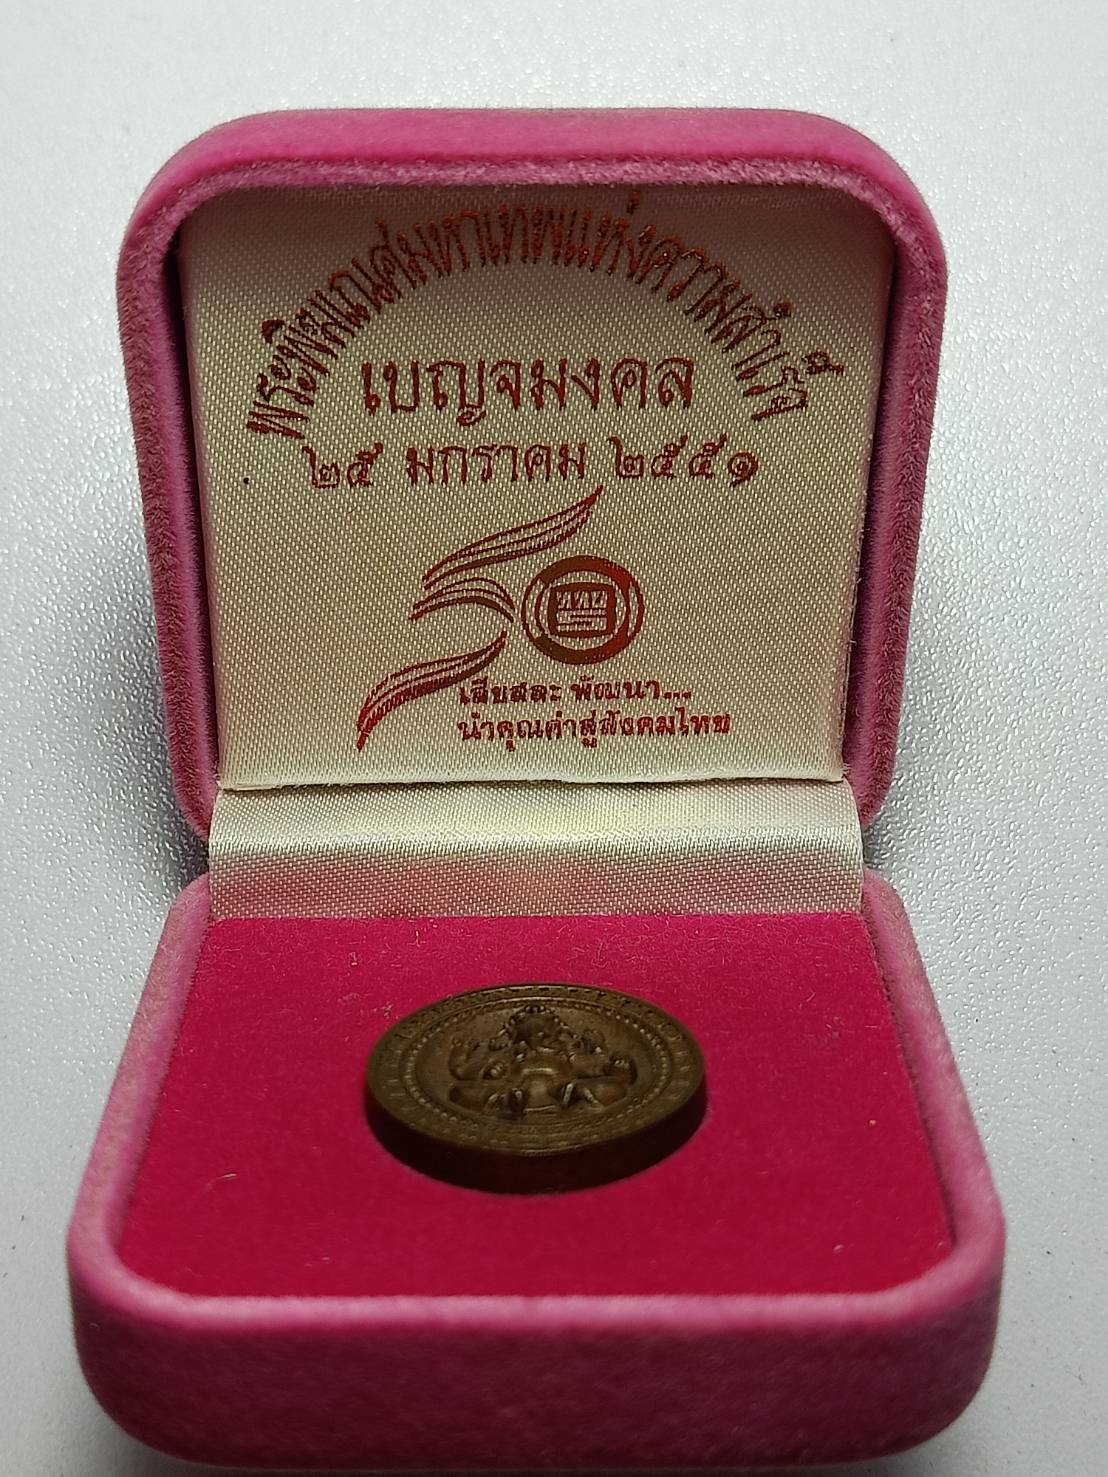 พระพิฆเณศมหาเทพแห่งความสำเร็จ
เบญจมงคล
๒๕ มกราคม ๒๕๕๑
๕๐
เสียสละ พัฒนา...
นำคุณค่าสู่สังคมไทย